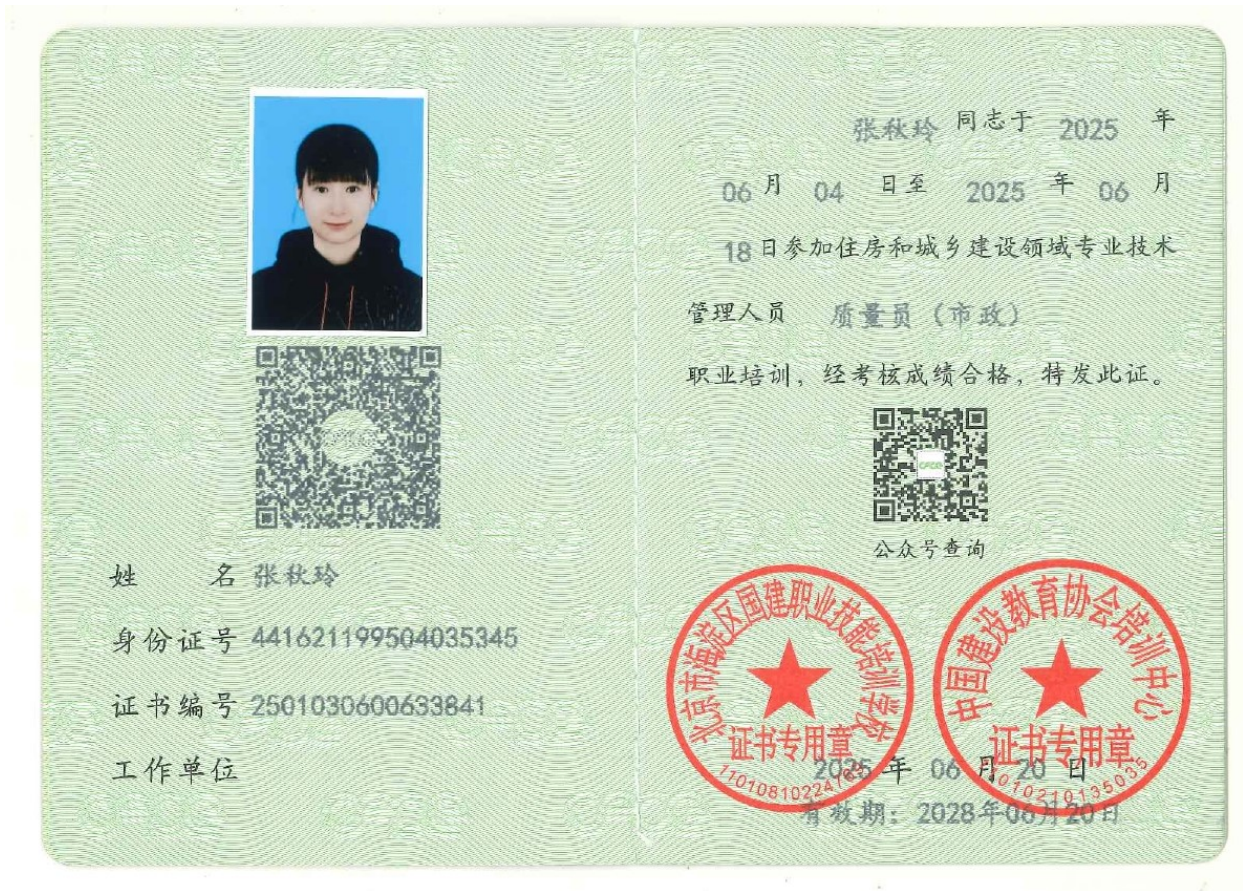 姓 名 张秋玲
身份证号 441621199504035345
证书编号 2501030600633841
工作单位
张秋玲 同志于 2025 年
06 月 04 日至 2025 年 06 月
18 日参加住房和城乡建设领域专业技术
管理人员 质量员（市政）
职业培训，经考核成绩合格，特发此证。
CFCD
公众号查询
北京市海淀区国建职业技能培训学校
证书专用章
中国建设教育协会培训中心
证书专用章
11010210135035
2025 年 06 月 20 日
有效期：2028年06月20日